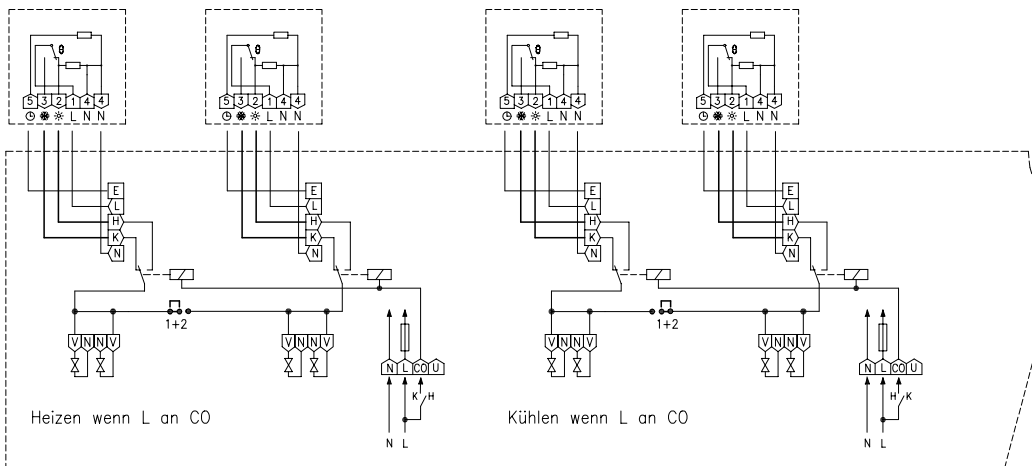 5 3 2 1 4 4
L N N
5 3 2 1 4 4
L N N
5 3 2 1 4 4
L N N
5 3 2 1 4 4
L N N
E
L
H
K
N
E
L
H
K
N
E
L
H
K
N
E
L
H
K
N
1+2
1+2
V N N V
V N N V
N L CO U
V N N V
V N N V
N L CO U
K H
H K
Heizen wenn L an CO
Kühlen wenn L an CO
N L
N L